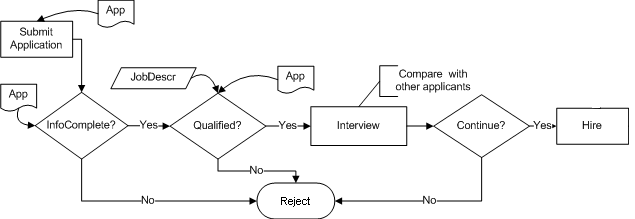 App
Submit
Application
App
JobDescr
App
Compare with
other applicants
InfoComplete?
Yes
Qualified?
Yes
Interview
Continue?
Yes
Hire
No
No
Reject
No